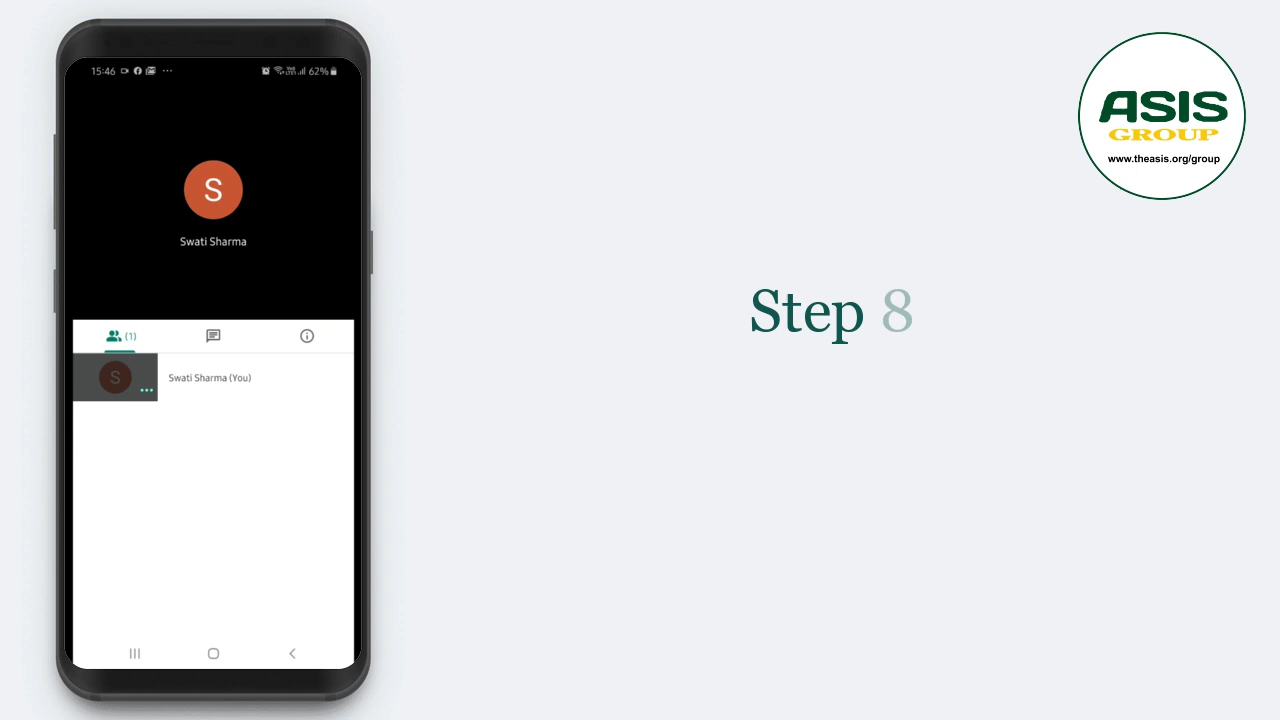 15:46
62%
S
Swati Sharma
(1)
S
Swati Sharma (You)
Step 8
ASIS
GROUP
www.theasis.org/group